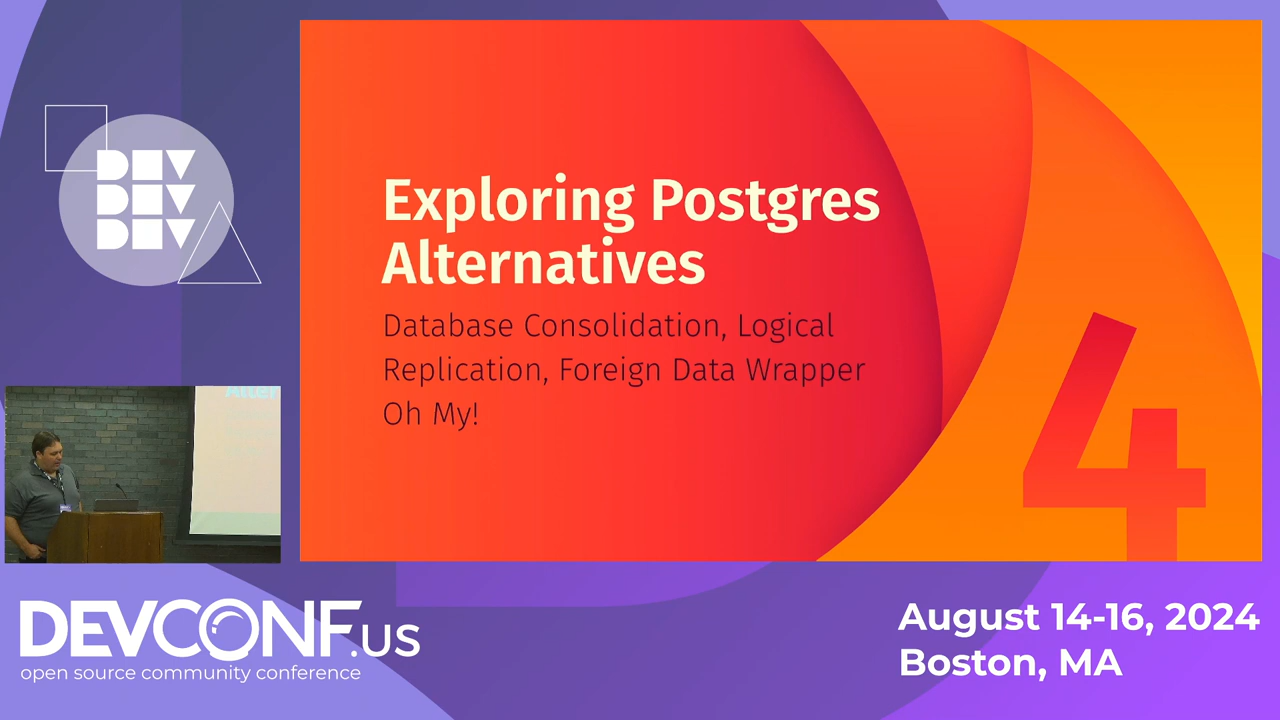 DEV
DEV
DEV
Exploring Postgres
Alternatives
Database Consolidation, Logical
Replication, Foreign Data Wrapper
Oh My!
4
DEVCONF.US
open source community conference
August 14-16, 2024
Boston, MA